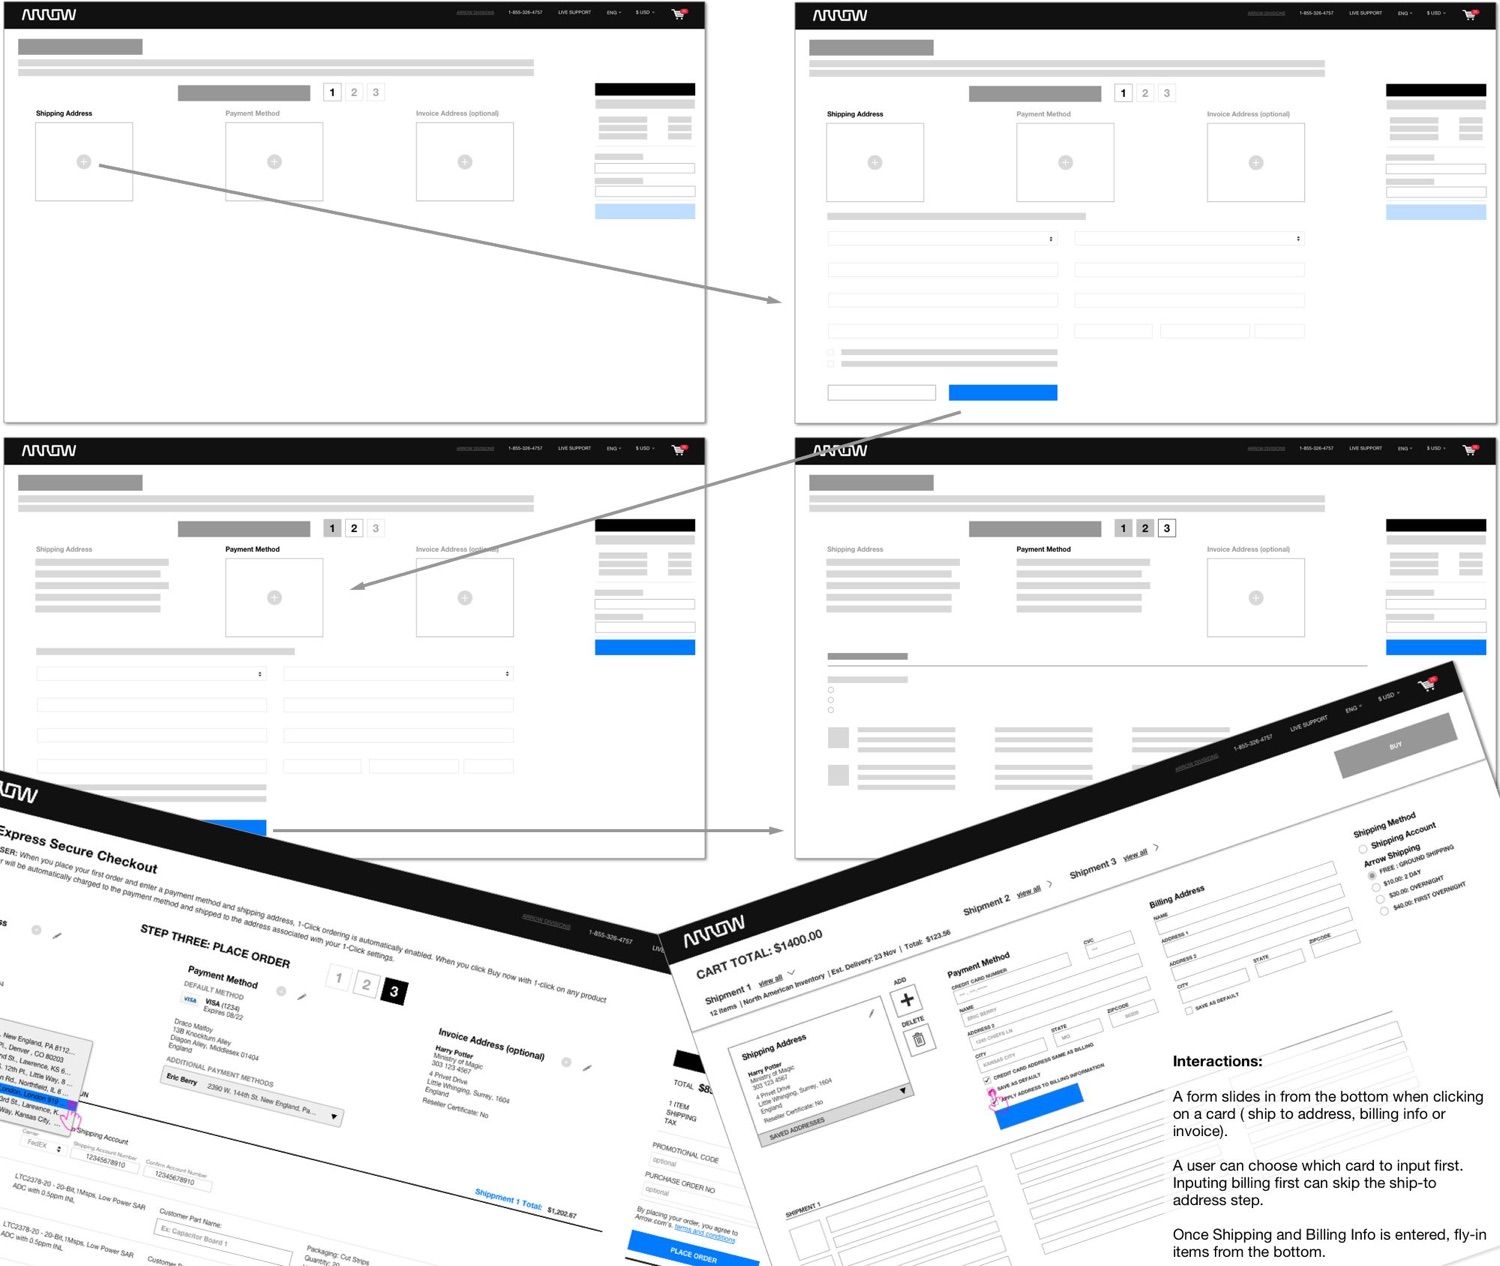 ARROW
ARROW DIVISIONS 1-855-326-4757 LIVE SUPPORT ENG $ USD
1 2 3
Shipping Address Payment Method Invoice Address (optional)
ARROW
ARROW DIVISIONS 1-855-326-4757 LIVE SUPPORT ENG $ USD
1 2 3
Shipping Address Payment Method Invoice Address (optional)
ARROW
ARROW DIVISIONS 1-855-326-4757 LIVE SUPPORT ENG $ USD
1 2 3
Shipping Address Payment Method Invoice Address (optional)
ARROW
ARROW DIVISIONS 1-855-326-4757 LIVE SUPPORT ENG $ USD
1 2 3
Shipping Address Payment Method Invoice Address (optional)
Express Secure Checkout
ARROW DIVISIONS 1-855-326-4757
SER: When you place your first order and enter a payment method and shipping address, 1-Click ordering is automatically enabled. When you click Buy now with 1-click on any product
r will be automatically charged to the payment method and shipped to the address associated with your 1-Click settings.
STEP THREE: PLACE ORDER
1 2 3
Payment Method
DEFAULT METHOD
VISA VISA (1234)
Expires 08/22
Draco Malfoy
13B Knockturn Alley
Diagon Alley, Middlesex 01404
England
ADDITIONAL PAYMENT METHODS
Eric Berry 2390 W. 144th St. New England, Pa...
Invoice Address (optional)
Harry Potter
Ministry of Magic
303 123 4567
4 Privet Drive
Little Whinging, Surrey, 1604
England
Reseller Certificate: No
. New England, PA 8112...
Pl., Denver , CO 80203
nd St., Lawrence, KS 6...
. 12th Pl., Little Way, 8 ...
n Rd., Northfield, IL 6 ...
London, London 919 ...
3rd St., Larewnce, K...
Way, Kansas City, ...
Shipping Account
Carrier
FedEX
Shipping Account Number
12345678910
Confirm Account Number
12345678910
Shippment 1 Total: $1,202.67
LTC2378-20 - 20-Bit,1Msps, Low Power SAR
ADC with 0.5ppm INL
Customer Part Name:
Ex: Capacitor Board 1
LTC2378-20 - 20-Bit,1Msps, Low Power SAR
ADC with 0.5ppm INL
Packaging: Cut Strips
TOTAL
1 ITEM
SHIPPING
TAX
PROMOTIONAL CODE
optional
PURCHASE ORDER NO
optional
By placing your order, you agree to
Arrow.com's. terms and conditions
PLACE ORDER
ARROW
ARROW DIVISIONS 1-855-326-4757 LIVE SUPPORT ENG $ USD
BUY
CART TOTAL: $1400.00
Shipment 1 view all
Shipment 2 view all
Shipment 3 view all
12 Items | North American Inventory | Est. Delivery: 23 Nov | Total: $123.56
ADD
DELETE
Shipping Address
Harry Potter
Ministry of Magic
303 123 4567
4 Privet Drive
Little Whinging, Surrey, 1604
England
Reseller Certificate: No
SAVED ADDRESSES
Payment Method
CREDIT CARD NUMBER
CVC
NAME
ERIC BERRY
ADDRESS 2
1245 CHIEFS LN
CITY STATE ZIPCODE
KANSAS CITY MO
CREDIT CARD ADDRESS SAME AS BILLING
SAVE AS DEFAULT
APPLY ADDRESS TO BILLING INFORMATION
Billing Address
NAME
ADDRESS 1
ADDRESS 2
CITY STATE ZIPCODE
SAVE AS DEFAULT
Shipping Method
Shipping Account
Arrow Shipping
FREE : GROUND SHIPPING
$10.00: 2 DAY
$30.00: OVERNIGHT
$40.00: FIRST OVERNIGHT
SHIPMENT 1
Interactions:
A form slides in from the bottom when clicking
on a card ( ship to address, billing info or
invoice).
A user can choose which card to input first.
Inputing billing first can skip the ship-to
address step.
Once Shipping and Billing Info is entered, fly-in
items from the bottom.